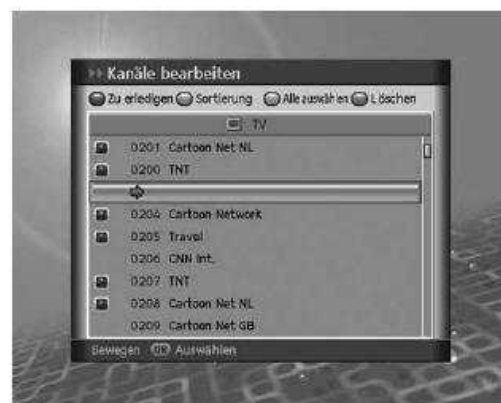 Kanäle bearbeiten
Zu erledigen Sortierung Alle auswählen Löschen
TV
0201 Cartoon Net NL
0200 TNT
0204 Cartoon Network
0205 Travel
0206 CNN Int.
0207 TNT
0208 Cartoon Net NL
0209 Cartoon Net GB
Bewegen Auswählen